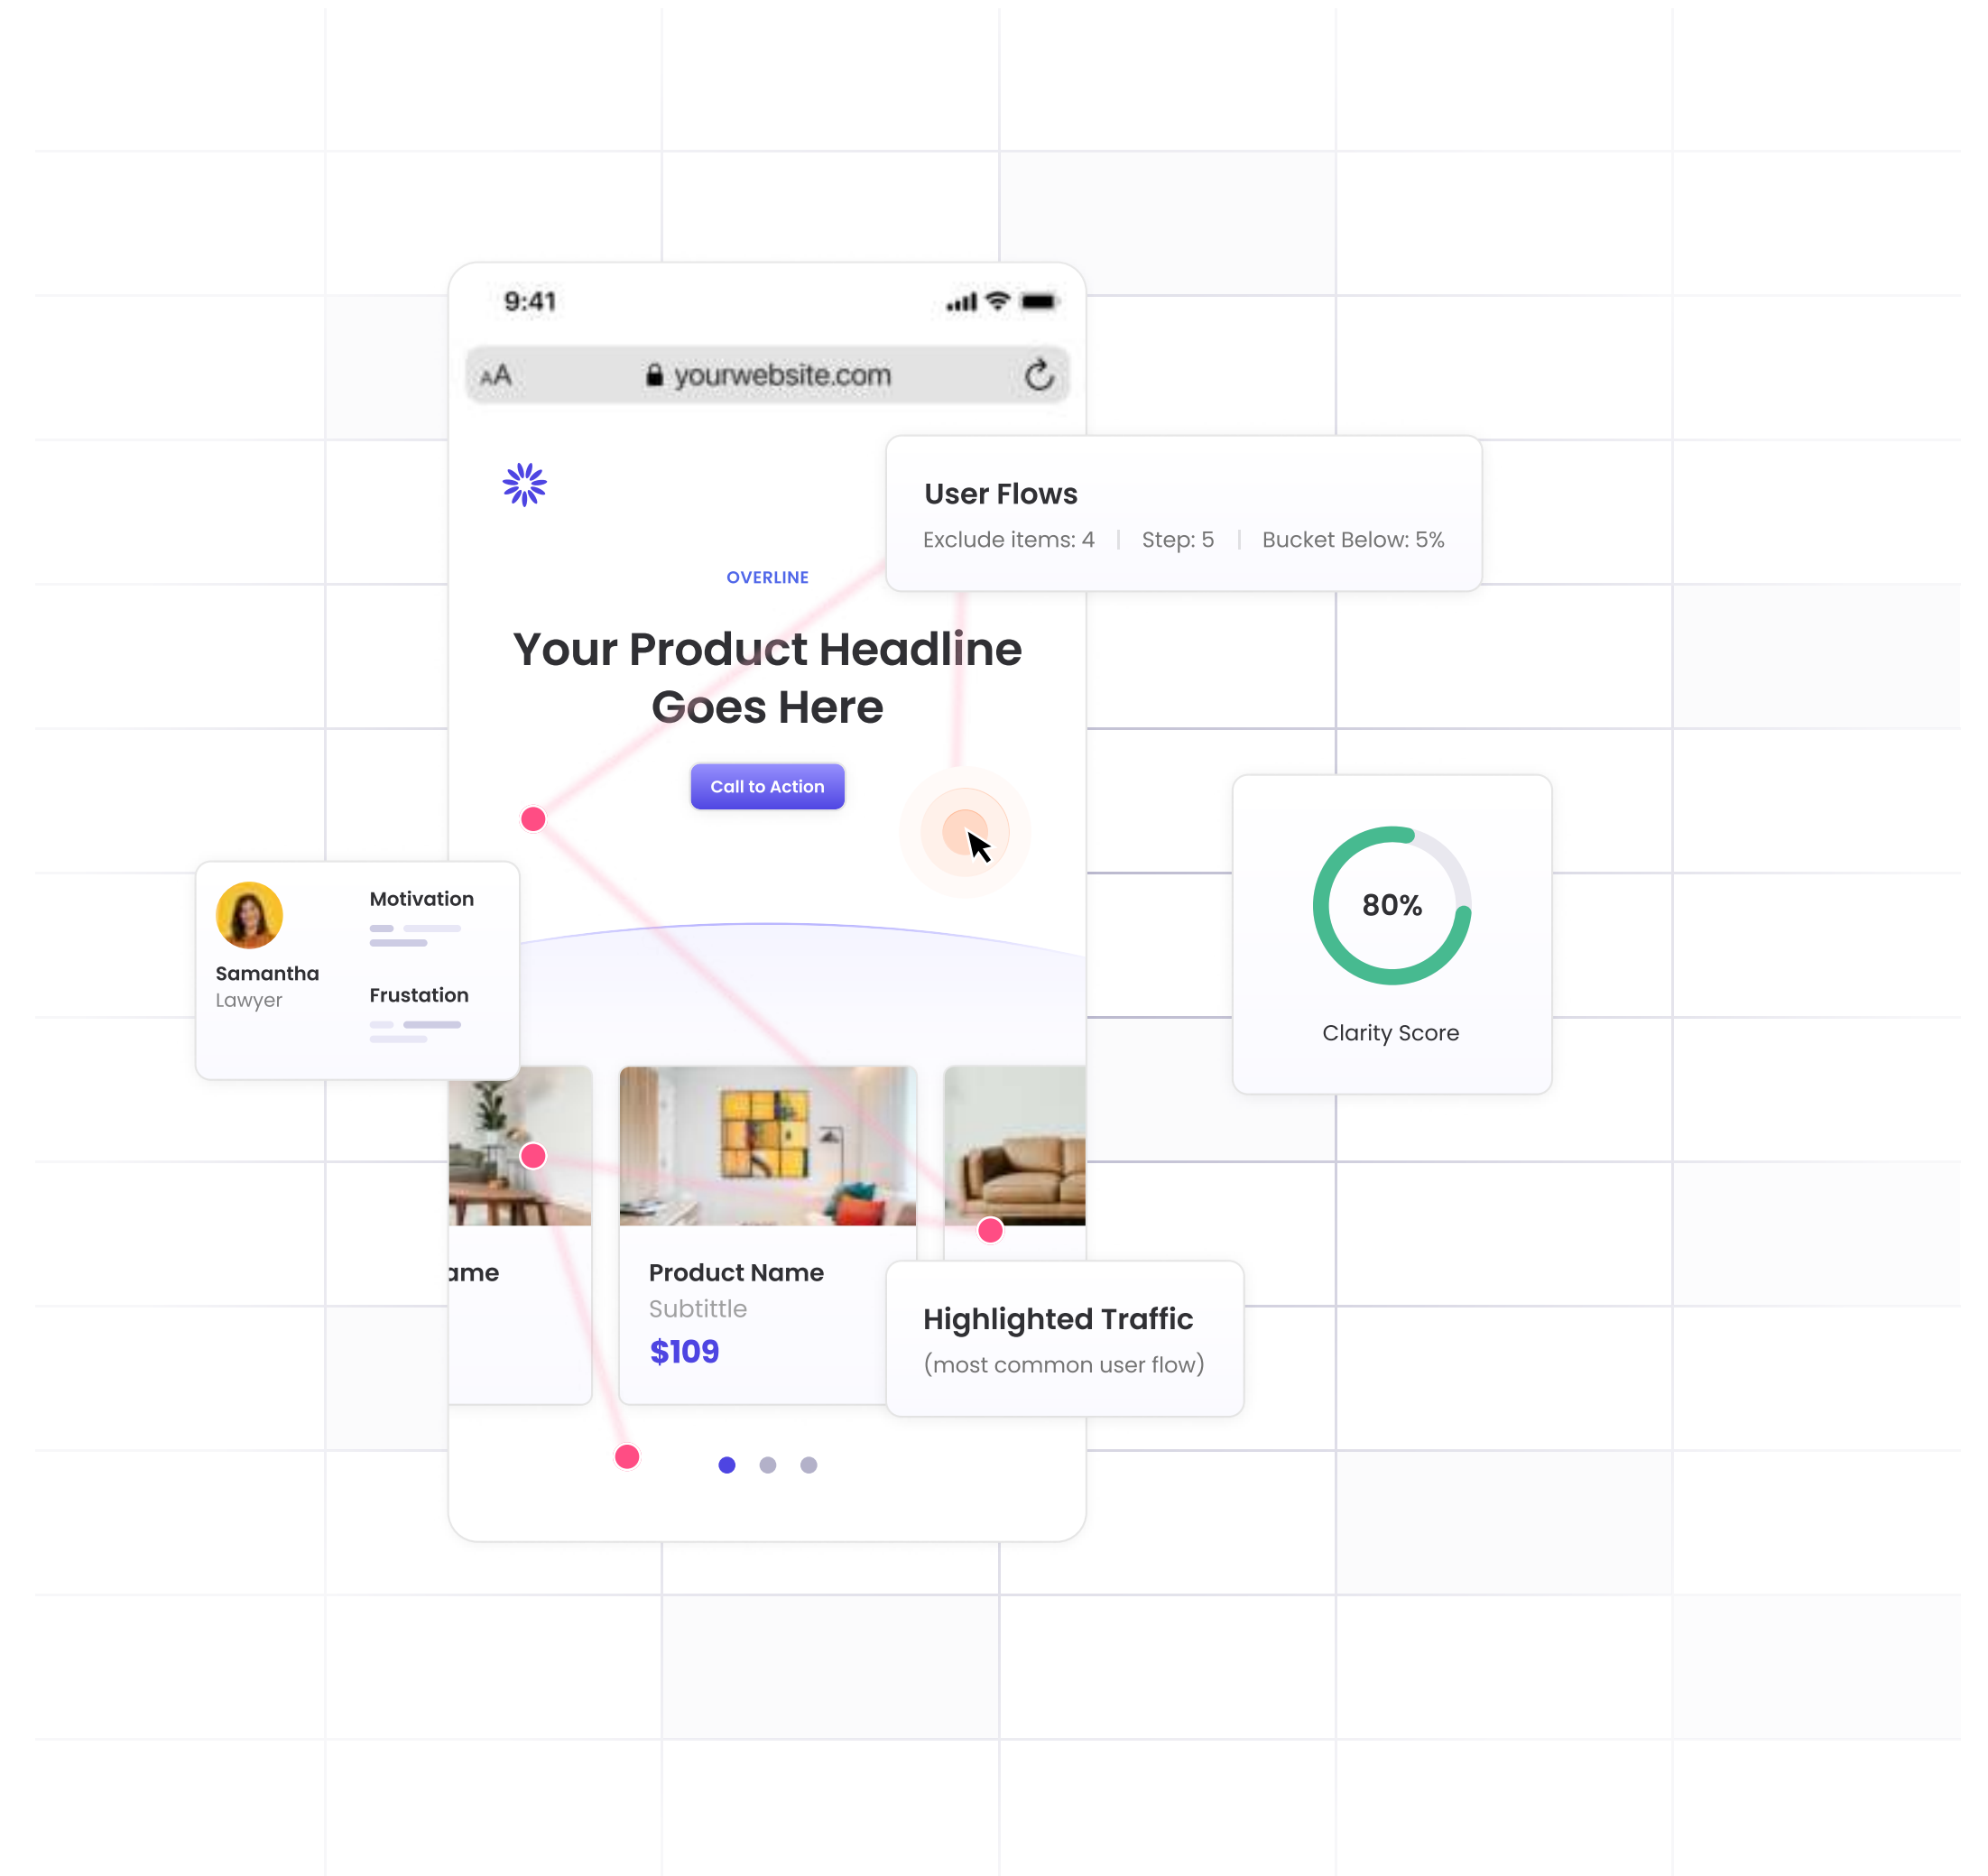 9:41
AA
yourwebsite.com
User Flows
Exclude items: 4 | Step: 5 | Bucket Below: 5%
OVERLINE
Your Product Headline
Goes Here
Call to Action
Samantha
Lawyer
Motivation
Frustation
80%
Clarity Score
ame
Product Name
Subtittle
$109
Highlighted Traffic
(most common user flow)